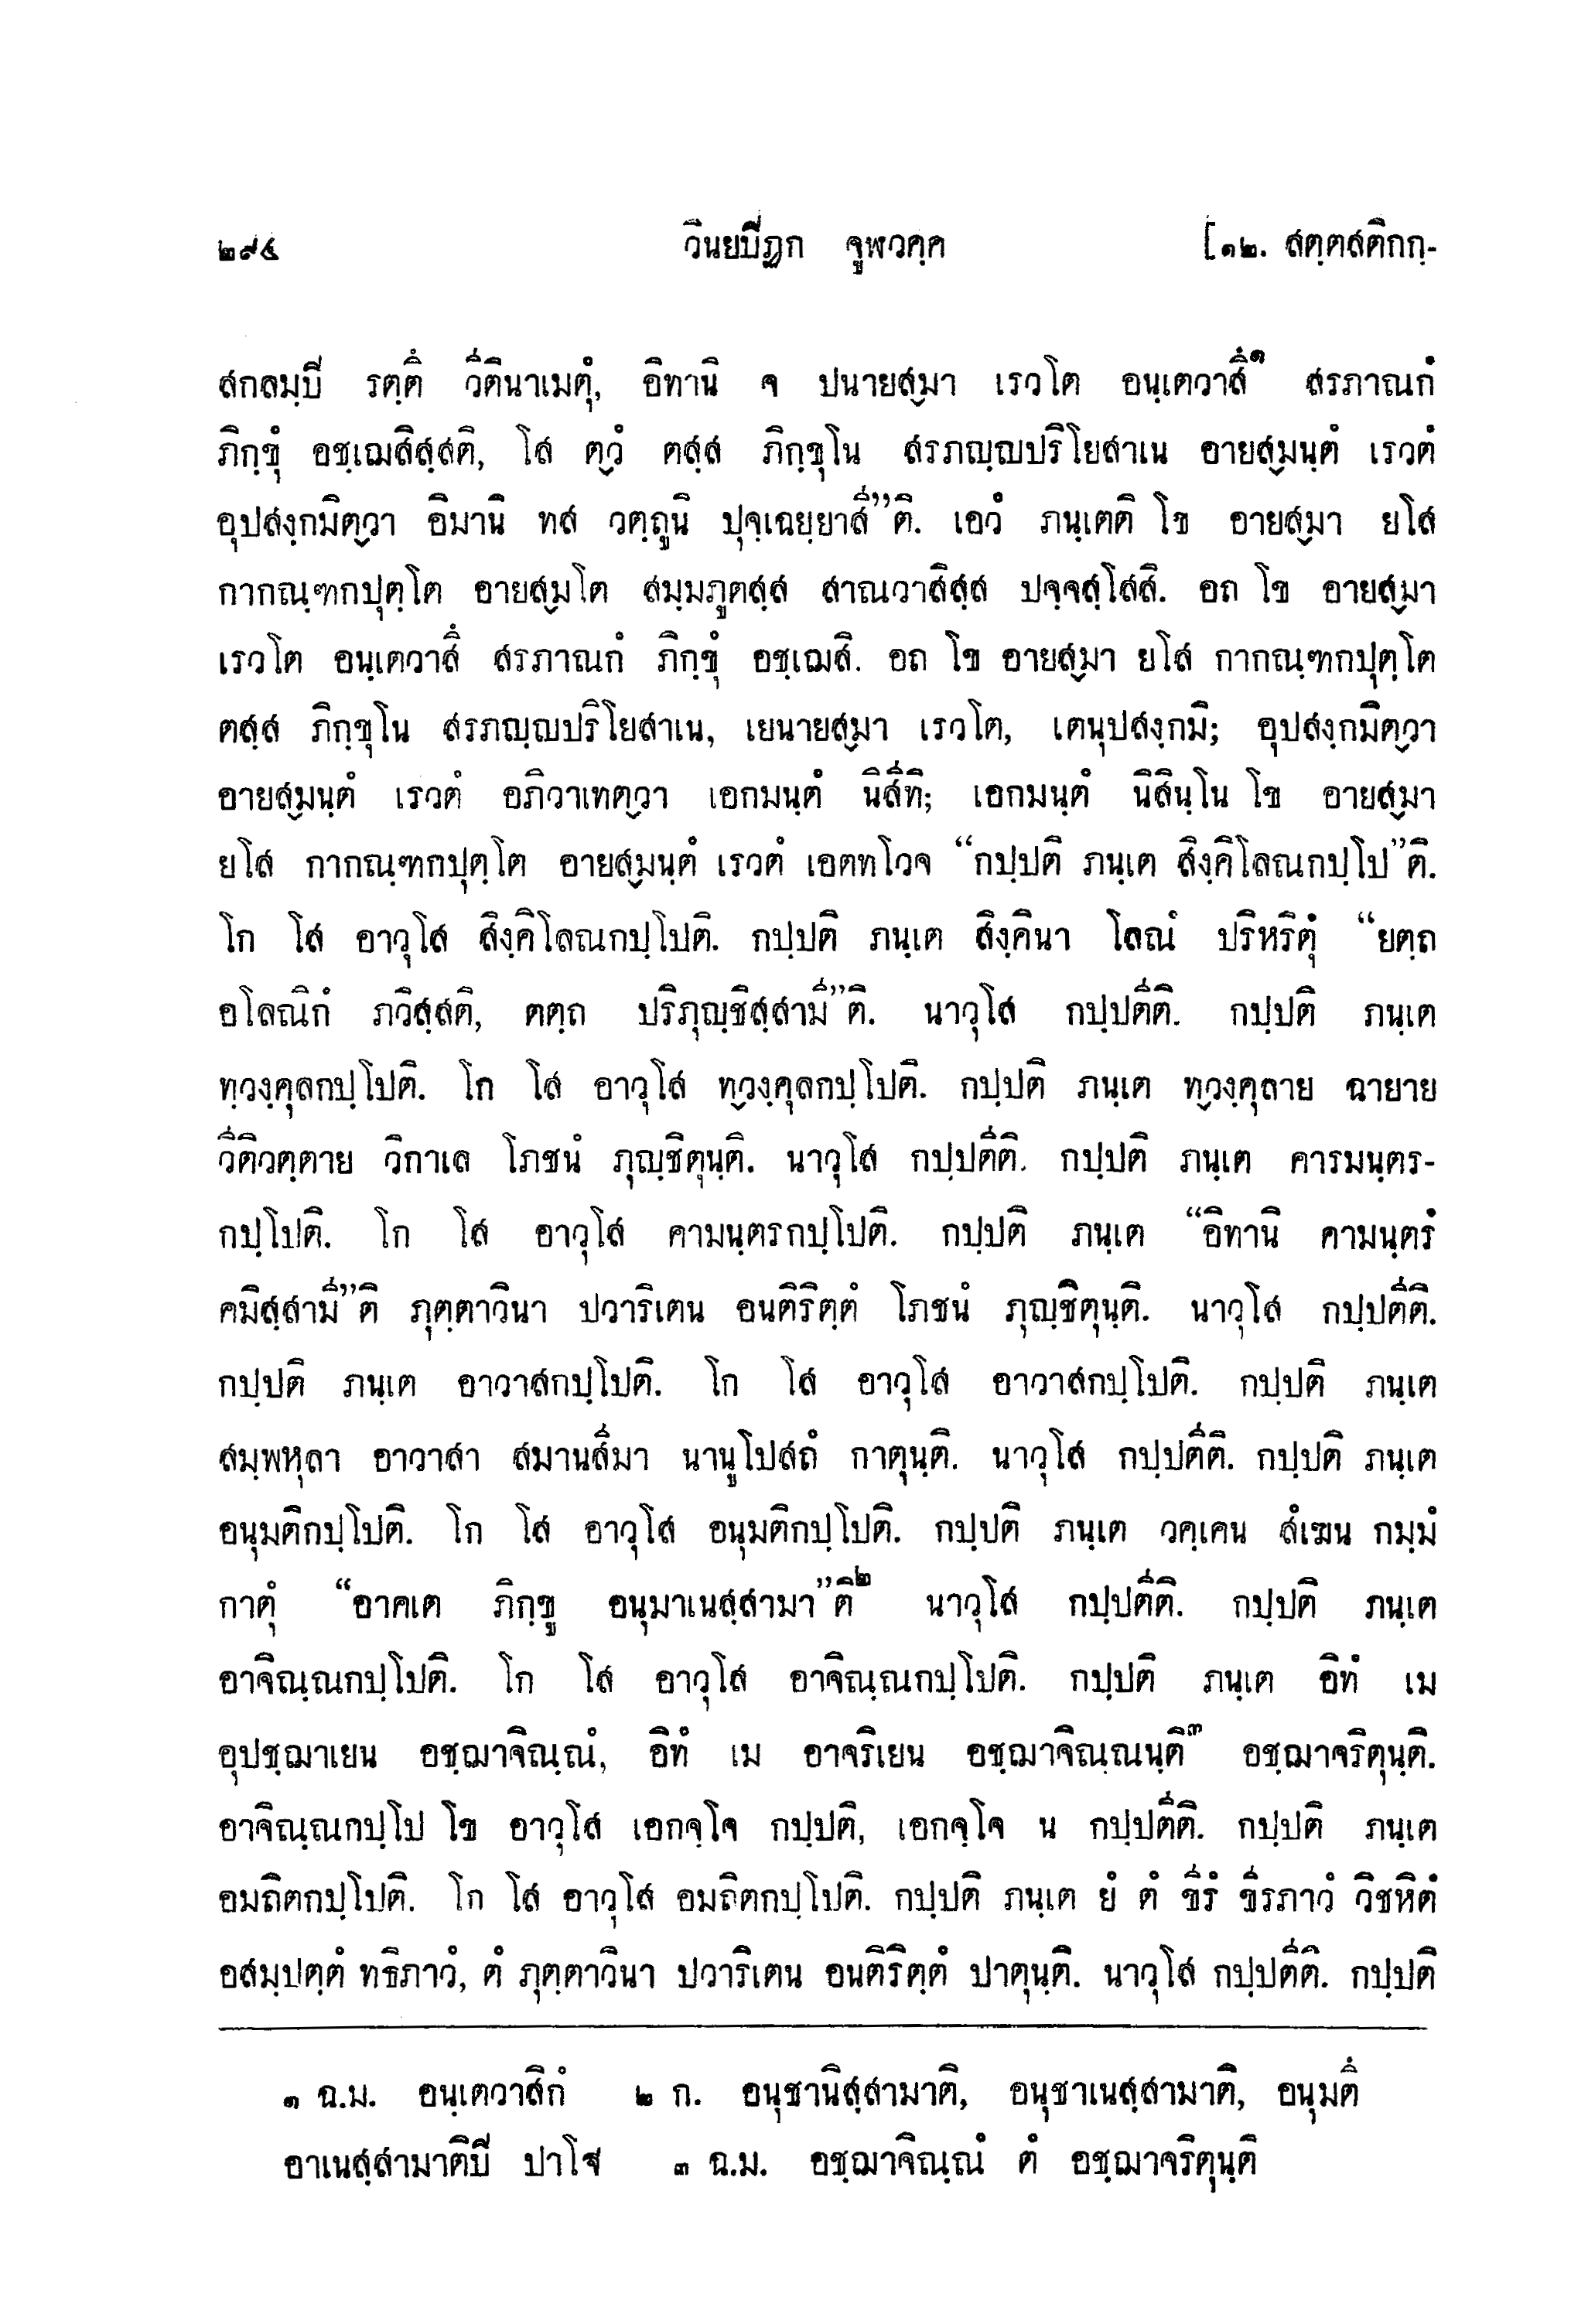 ๒๙๔ วินยปิฏก จูฬวคฺค [๑๒. สตฺตสติกกฺ-
สกลมฺปิ รตฺตึ วีตินาเมตุํ, อิทานิ จ ปนายสฺมา เรวโต อนฺเตวาสึ๑ สรภาณกํ
ภิกฺขุํ อชฺเฌสิสฺสติ, โส ตฺวํ ตสฺส ภิกฺขุโน สรภญฺญปริโยสาเน อายสฺมนฺตํ เรวตํ
อุปสงฺกมิตฺวา อิมานิ ทส วตฺถูนิ ปุจฺเฉยฺยาสี”ติ. เอวํ ภนฺเตติ โข อายสฺมา ยโส
กากณฺฑกปุตฺโต อายสฺมโต สมฺมภูตสฺส สาณวาสิสฺส ปจฺจสฺโสสิ. อถ โข อายสฺมา
เรวโต อนฺเตวาสึ สรภาณกํ ภิกฺขุํ อชฺเฌสิ. อถ โข อายสฺมา ยโส กากณฺฑกปุตฺโต
ตสฺส ภิกฺขุโน สรภญฺญปริโยสาเน, เยนายสฺมา เรวโต, เตนุปสงฺกมิ; อุปสงฺกมิตฺวา
อายสฺมนฺตํ เรวตํ อภิวาเทตฺวา เอกมนฺตํ นิสีทิ; เอกมนฺตํ นิสินฺโน โข อายสฺมา
ยโส กากณฺฑกปุตฺโต อายสฺมนฺตํ เรวตํ เอตทโวจ “กปฺปติ ภนฺเต สิงฺคิโลณกปฺโป”ติ.
โก โส อาวุโส สิงฺคิโลณกปฺโปติ. กปฺปติ ภนฺเต สิงฺคินา โลณํ ปริหริตุํ “ยตฺถ
อโลณิกํ ภวิสฺสติ, ตตฺถ ปริภุญฺชิสฺสามี”ติ. นาวุโส กปฺปตีติ. กปฺปติ ภนฺเต
ทฺวงฺคุลกปฺโปติ. โก โส อาวุโส ทฺวงฺคุลกปฺโปติ. กปฺปติ ภนฺเต ทฺวงฺคุลาย ฉายาย
วีติวตฺตาย วิกาเล โภชนํ ภุญฺชิตุนฺติ. นาวุโส กปฺปตีติ. กปฺปติ ภนฺเต คารมนฺตร-
กปฺโปติ. โก โส อาวุโส คามนฺตรกปฺโปติ. กปฺปติ ภนฺเต “อิทานิ คามนฺตรํ
คมิสฺสามี”ติ ภุตฺตาวินา ปวาริเตน อนติริตฺตํ โภชนํ ภุญฺชิตุนฺติ. นาวุโส กปฺปตีติ.
กปฺปติ ภนฺเต อาวาสกปฺโปติ. โก โส อาวุโส อาวาสกปฺโปติ. กปฺปติ ภนฺเต
สมฺพหุลา อาวาสา สมานสีมา นานูโปสถํ กาตุนฺติ. นาวุโส กปฺปตีติ. กปฺปติ ภนฺเต
อนุมติกปฺโปติ. โก โส อาวุโส อนุมติกปฺโปติ. กปฺปติ ภนฺเต วคฺเคน สํเฆน กมฺมํ
กาตุํ “อาคเต ภิกฺขู อนุมาเนสฺสามา”ติ๒ นาวุโส กปฺปตีติ. กปฺปติ ภนฺเต
อาจิณฺณกปฺโปติ. โก โส อาวุโส อาจิณฺณกปฺโปติ. กปฺปติ ภนฺเต อิทํ เม
อุปชฺฌาเยน อชฺฌาจิณฺณํ, อิทํ เม อาจริเยน อชฺฌาจิณฺณนฺติ๓ อชฺฌาจริตุนฺติ.
อาจิณฺณกปฺโป โข อาวุโส เอกจฺโจ กปฺปติ, เอกจฺโจ น กปฺปตีติ. กปฺปติ ภนฺเต
อมถิตกปฺโปติ. โก โส อาวุโส อมถิตกปฺโปติ. กปฺปติ ภนฺเต ยํ ตํ ขีรํ ขีรภาวํ วิชหิตํ
อสมฺปตฺตํ ทธิภาวํ, ตํ ภุตฺตาวินา ปวาริเตน อนติริตฺตํ ปาตุนฺติ. นาวุโส กปฺปตีติ. กปฺปติ
๑ ฉ.ม. อนฺเตวาสิกํ ๒ ก. อนุชานิสฺสามาติ, อนุชาเนสฺสามาติ, อนุมตึ
อาเนสฺสามาติปิ ปาโฐ ๓ ฉ.ม. อชฺฌาจิณฺณํ ตํ อชฺฌาจริตุนฺติ